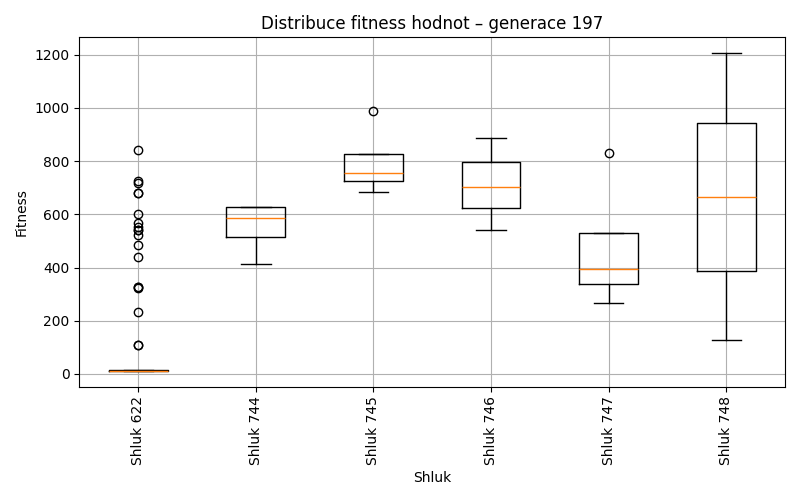 Distribuce fitness hodnot – generace 197
Fitness
1200
1000
800
600
400
200
0
Shluk 622
Shluk 744
Shluk 745
Shluk 746
Shluk 747
Shluk 748
Shluk